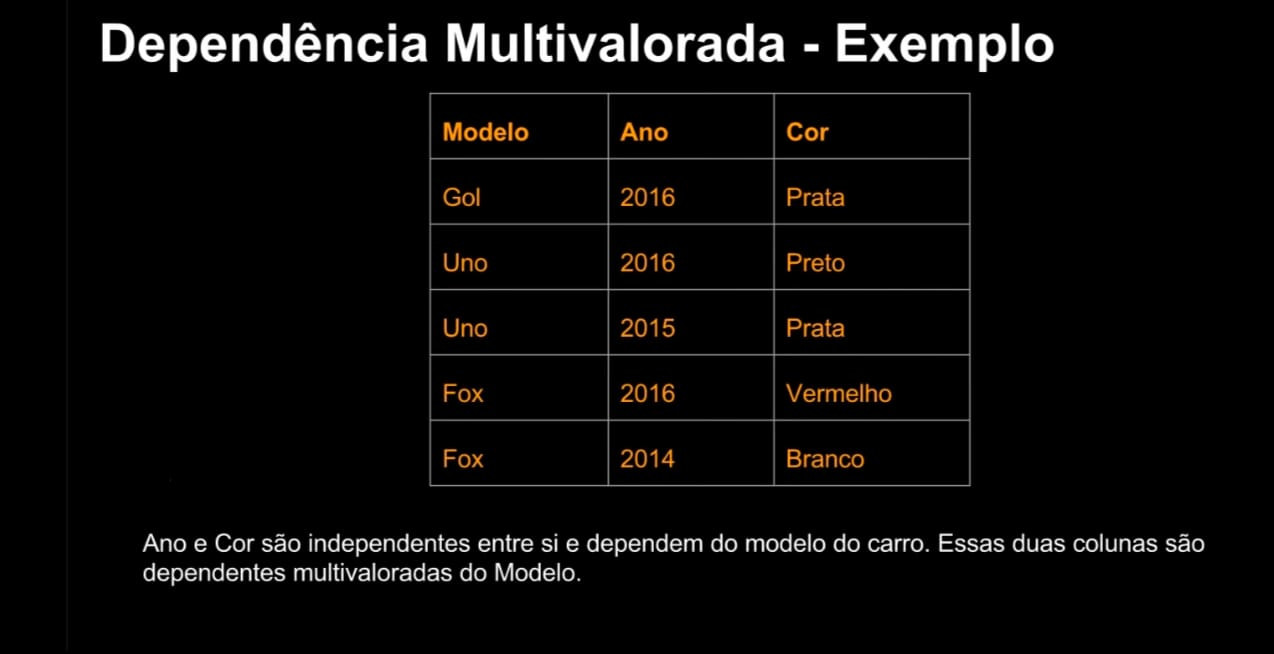 Dependência Multivalorada - Exemplo
Modelo Ano Cor
Gol 2016 Prata
Uno 2016 Preto
Uno 2015 Prata
Fox 2016 Vermelho
Fox 2014 Branco
Ano e Cor são independentes entre si e dependem do modelo do carro. Essas duas colunas são
dependentes multivaloradas do Modelo.